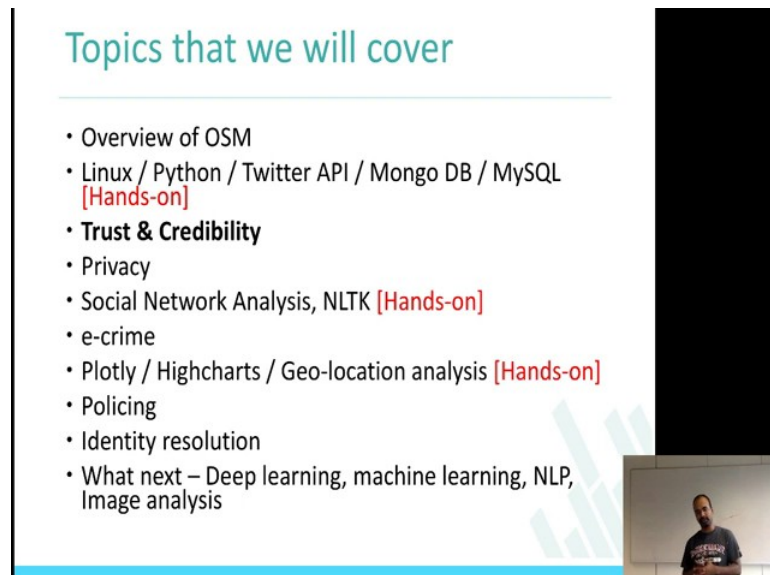 Topics that we will cover
• Overview of OSM
• Linux / Python / Twitter API / Mongo DB / MySQL
[Hands-on]
• Trust & Credibility
• Privacy
• Social Network Analysis, NLTK [Hands-on]
• e-crime
• Plotly / Highcharts / Geo-location analysis [Hands-on]
• Policing
• Identity resolution
• What next – Deep learning, machine learning, NLP,
Image analysis